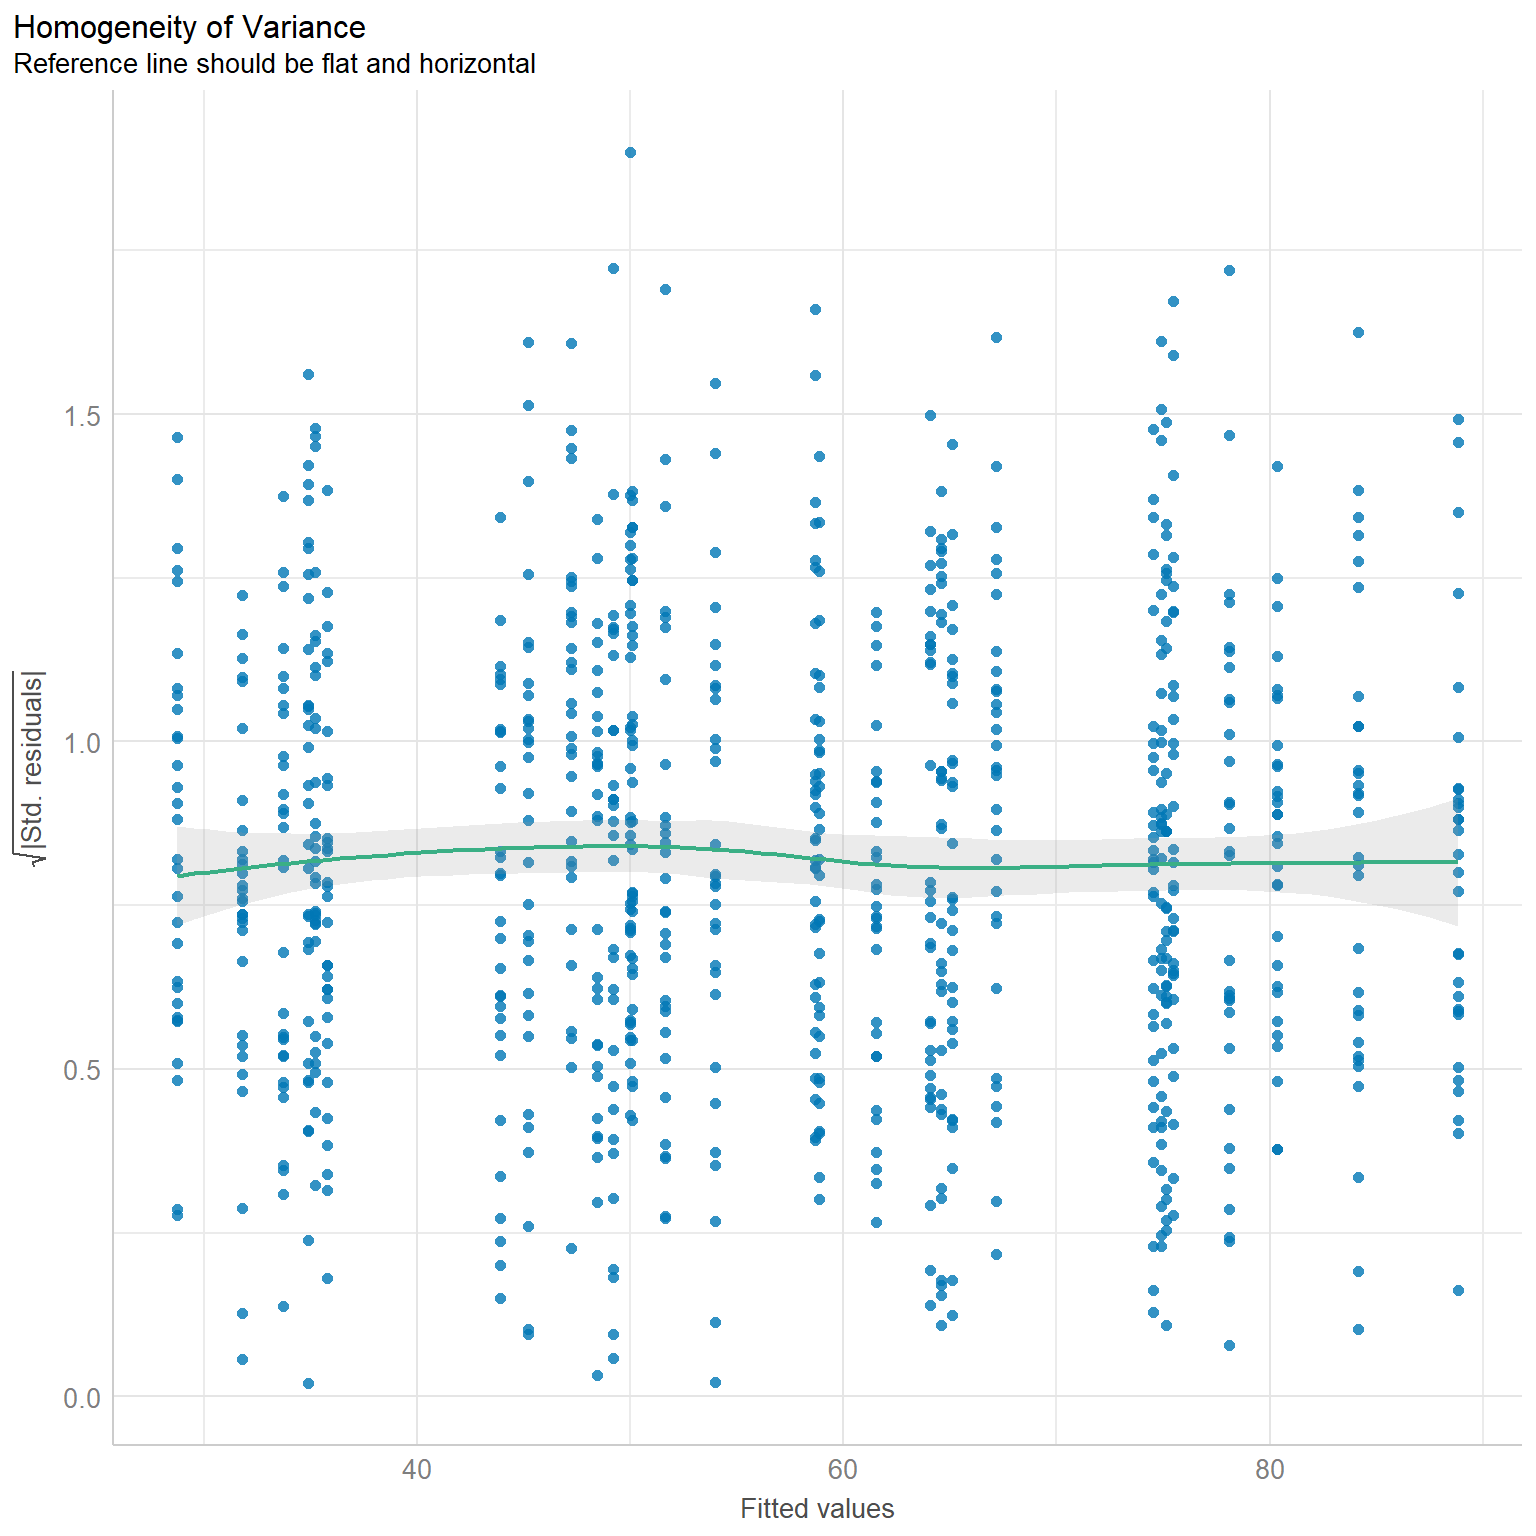 Homogeneity of Variance
Reference line should be flat and horizontal
√|Std. residuals|
1.5
1.0
0.5
0.0
40
60
80
Fitted values